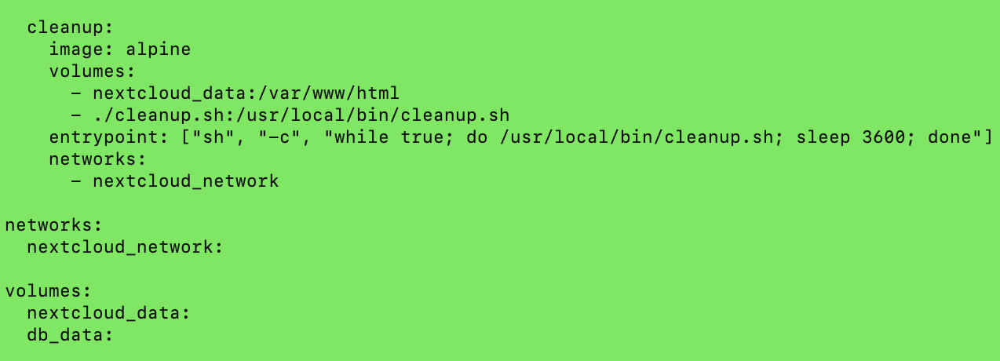 cleanup:
    image: alpine
    volumes:
      - nextcloud_data:/var/www/html
      - ./cleanup.sh:/usr/local/bin/cleanup.sh
    entrypoint: ["sh", "-c", "while true; do /usr/local/bin/cleanup.sh; sleep 3600; done"]
    networks:
      - nextcloud_network

networks:
  nextcloud_network:

volumes:
  nextcloud_data:
  db_data: